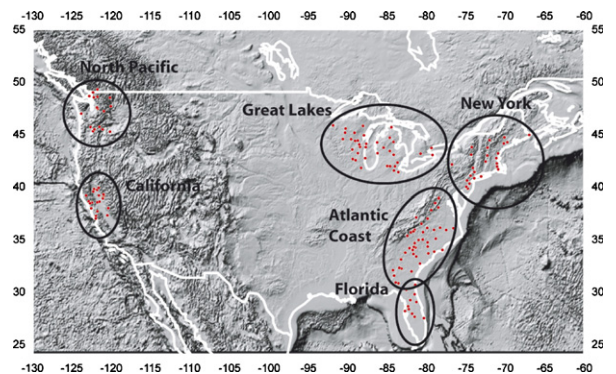 -130 -125 -120 -115 -110 -105 -100 -95 -90 -85 -80 -75 -70 -65 -60
55 55
North Pacific
50 50
Great Lakes New York
45 45
40 California 40
Atlantic
35 Coast 35
30 Florida 30
25 25
-130 -125 -120 -115 -110 -105 -100 -95 -90 -85 -80 -75 -70 -65 -60